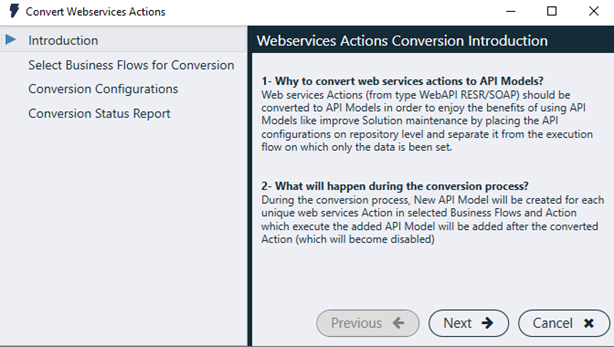 Convert Webservices Actions
Introduction
Select Business Flows for Conversion
Conversion Configurations
Conversion Status Report
Webservices Actions Conversion Introduction
1- Why to convert web services actions to API Models?
Web services Actions (from type WebAPI RESR/SOAP) should be
converted to API Models in order to enjoy the benefits of using API
Models like improve Solution maintenance by placing the API
configurations on repository level and separate it from the execution
flow on which only the data is been set.
2- What will happen during the conversion process?
During the conversion process, New API Model will be created for each
unique web services Action in selected Business Flows and Action
which execute the added API Model will be added after the converted
Action (which will become disabled)
Previous
Next
Cancel